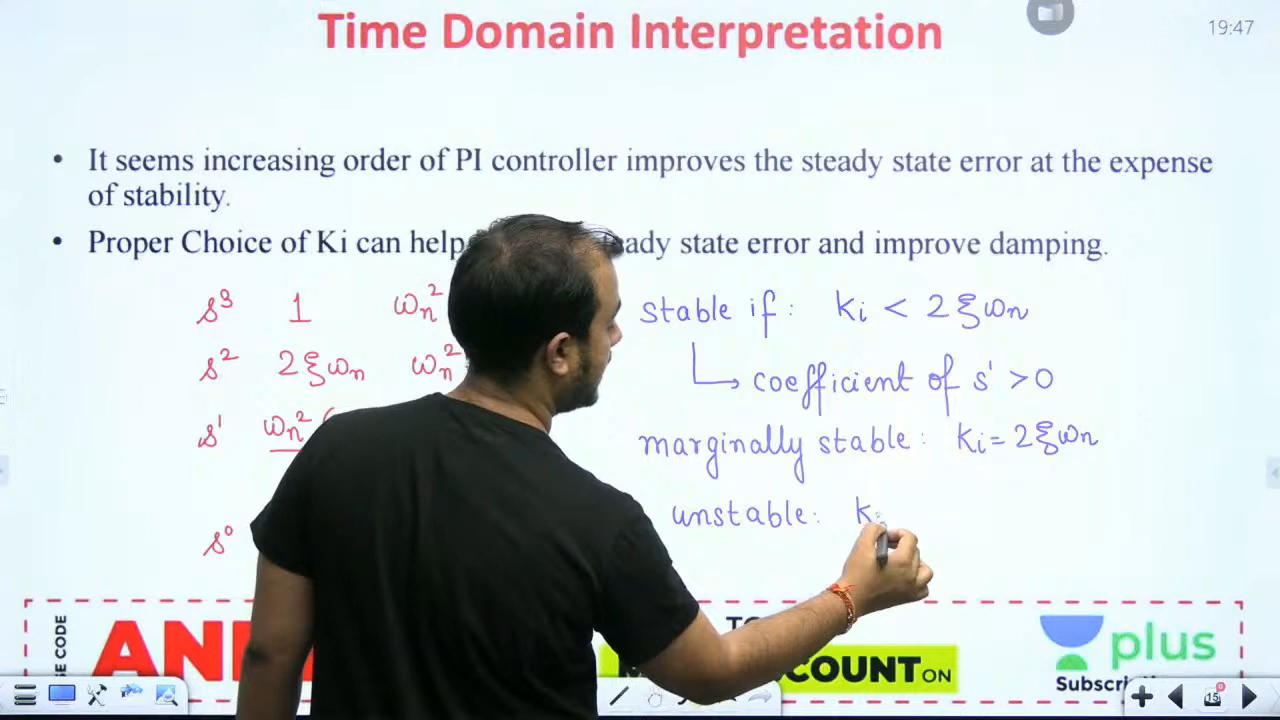 Time Domain Interpretation
19:47
• It seems increasing order of PI controller improves the steady state error at the expense
of stability.
• Proper Choice of Ki can help steady state error and improve damping.
s³ 1 ωn²
s² 2ξωn ωn²
s¹ ωn² (
s⁰
stable if: Ki < 2ξωn
coefficient of s¹ > 0
marginally stable: Ki = 2ξωn
unstable: K
CODE
COUNT ON
plus
15